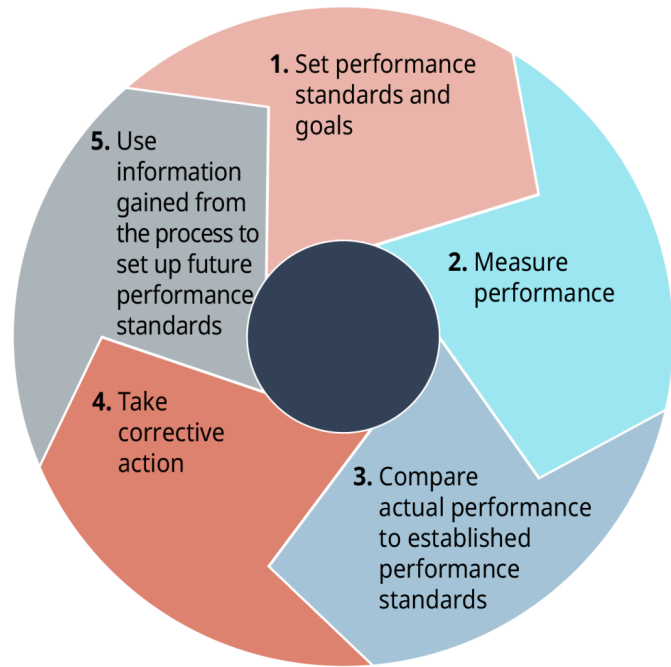 1. Set performance
standards and
goals
2. Measure
performance
3. Compare
actual performance
to established
performance
standards
4. Take
corrective
action
5. Use
information
gained from
the process to
set up future
performance
standards